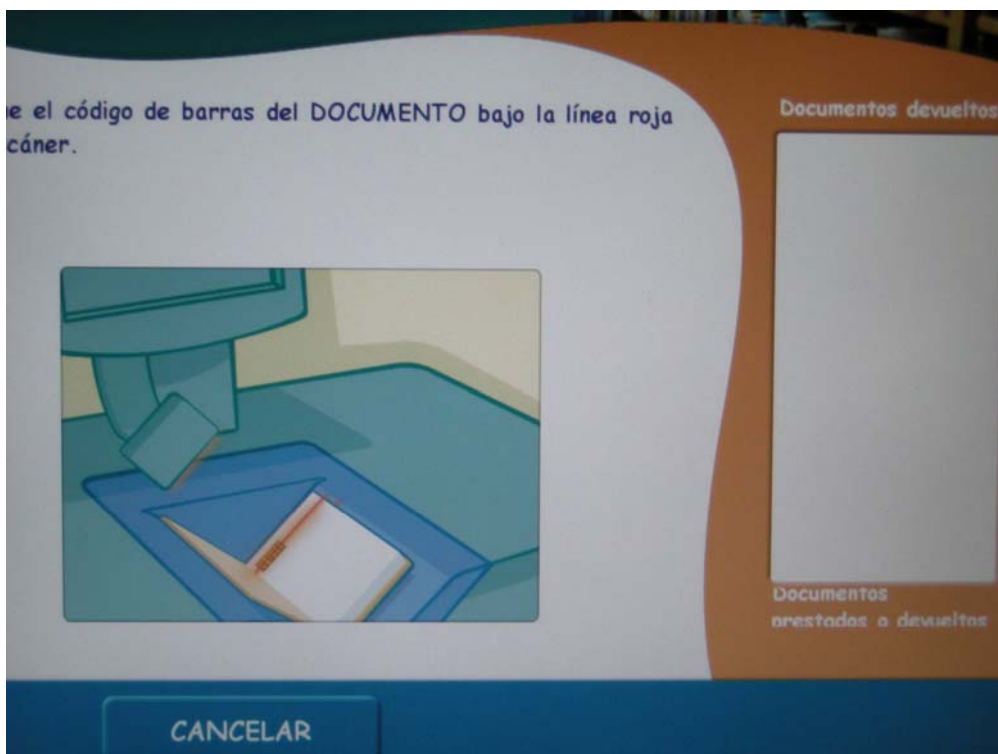 e el código de barras del DOCUMENTO bajo la línea roja
cáner.
Documentos devueltos
Documentos
prestados o devueltos
CANCELAR